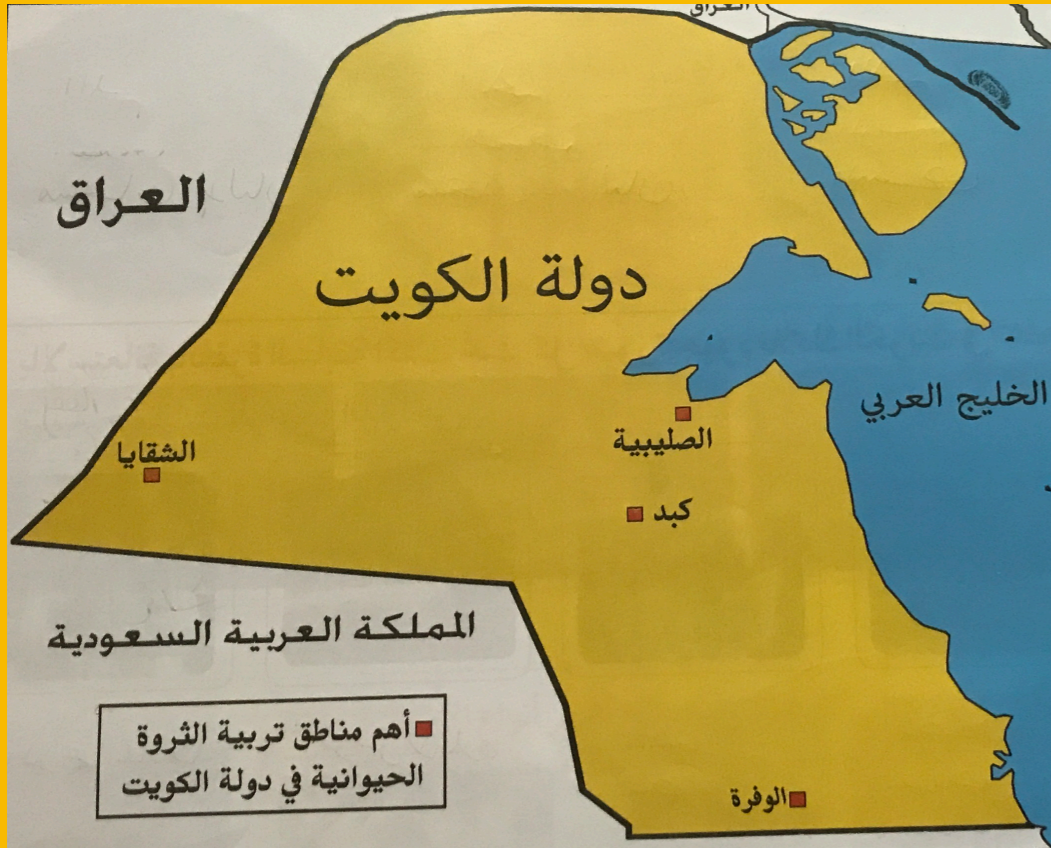 العراق
العراق
دولة الكويت
الخليج العربي
الصليبية
الشقايا
كبد
المملكة العربية السعودية
أهم مناطق تربية الثروة
الحيوانية في دولة الكويت
الوفرة